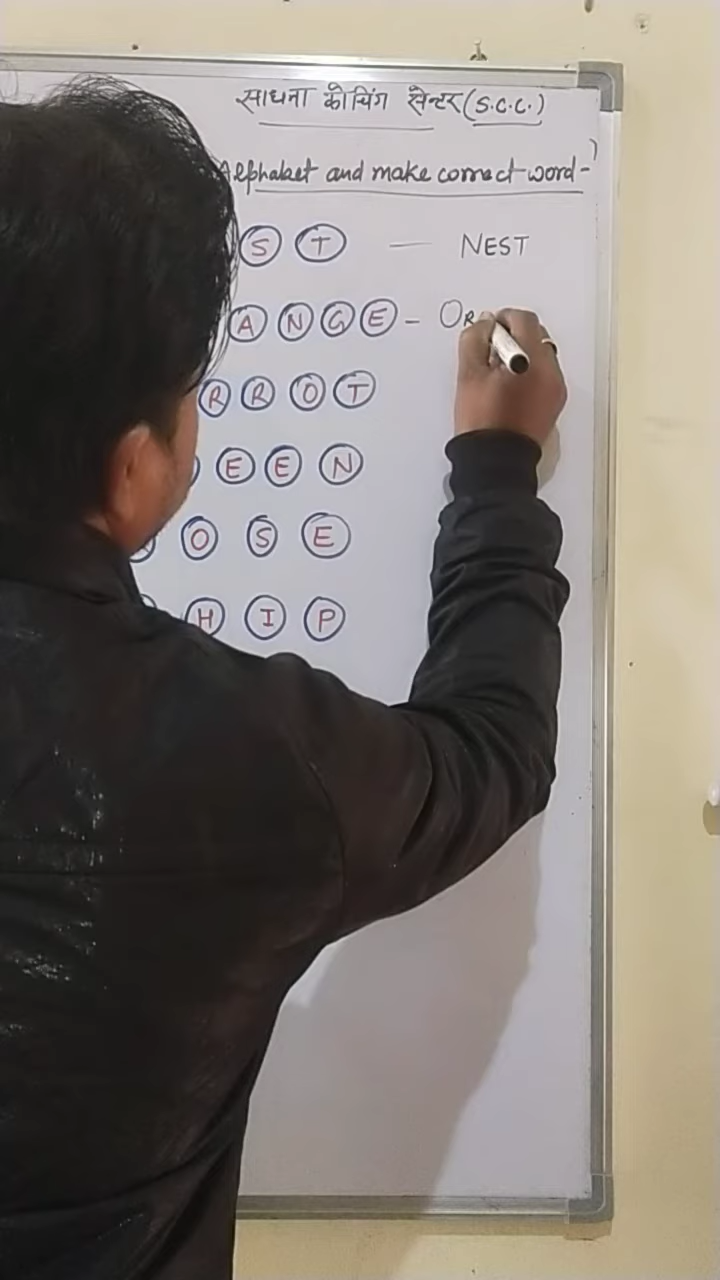 साधना कोचिंग सेन्टर (S.C.C.)
Alphabet and make correct word-
S T — NEST
A N G E - OR
R R O T
E E N
O S E
H I P